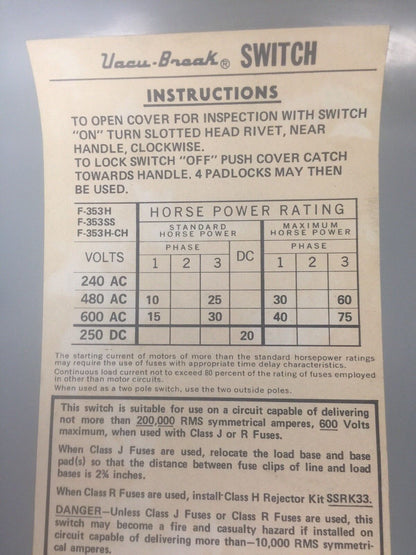 Vacu-Break® SWITCH
INSTRUCTIONS
TO OPEN COVER FOR INSPECTION WITH SWITCH
"ON" TURN SLOTTED HEAD RIVET, NEAR
HANDLE, CLOCKWISE.
TO LOCK SWITCH "OFF" PUSH COVER CATCH
TOWARDS HANDLE. 4 PADLOCKS MAY THEN
BE USED.
F-353H
F-353SS
F-353H-CH
HORSE POWER RATING
STANDARD HORSE POWER
DC
MAXIMUM HORSE POWER
VOLTS
PHASE
PHASE
1 2 3 1 2 3
240 AC
480 AC 10 25 30 60
600 AC 15 30 40 75
250 DC 20
The starting current of motors of more than the standard horsepower ratings
may require the use of fuses with appropriate time delay characteristics.
Continuous load current not to exceed 80 percent of the rating of fuses employed
in other than motor circuits.
When used as a two pole switch, use the two outside poles.
This switch is suitable for use on a circuit capable of delivering
not more than 200,000 RMS symmetrical amperes, 600 Volts
maximum, when used with Class J or R Fuses.
When Class J Fuses are used, relocate the load base and base
pad(s) so that the distance between fuse clips of line and load
bases is 2⅜ inches.
When Class R Fuses are used, install Class H Rejector Kit SSRK33.
DANGER—Unless Class J Fuses or Class R Fuses are used, this
switch may become a fire and casualty hazard if installed on
circuit capable of delivering more than—10,000 RMS symmetri-
cal amperes.